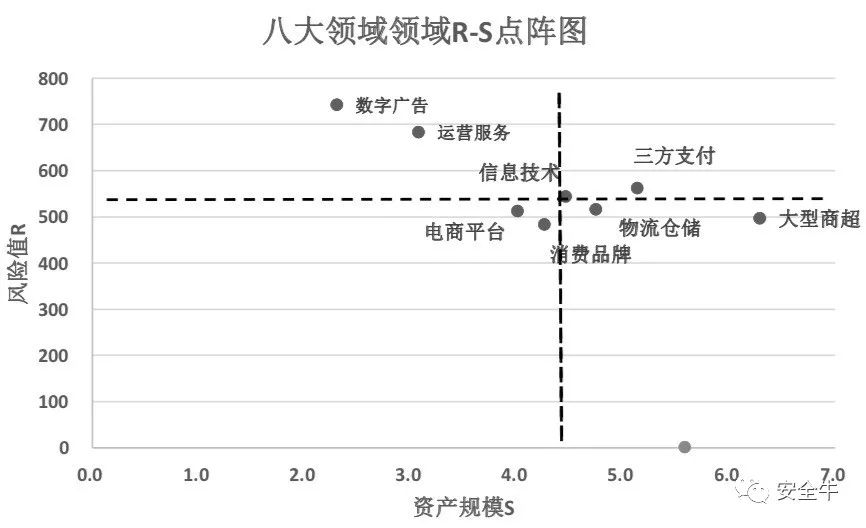 八大领域领域R-S点阵图
风险值R
800
700
600
500
400
300
200
100
0
数字广告
运营服务
信息技术
三方支付
电商平台
消费品牌
物流仓储
大型商超
0.0 1.0 2.0 3.0 4.0 5.0 6.0 7.0
资产规模S
安全牛